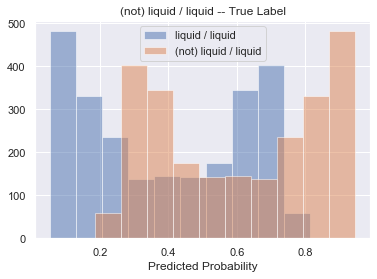 (not) liquid / liquid -- True Label
liquid / liquid
(not) liquid / liquid
500
400
300
200
100
0
0.2 0.4 0.6 0.8
Predicted Probability